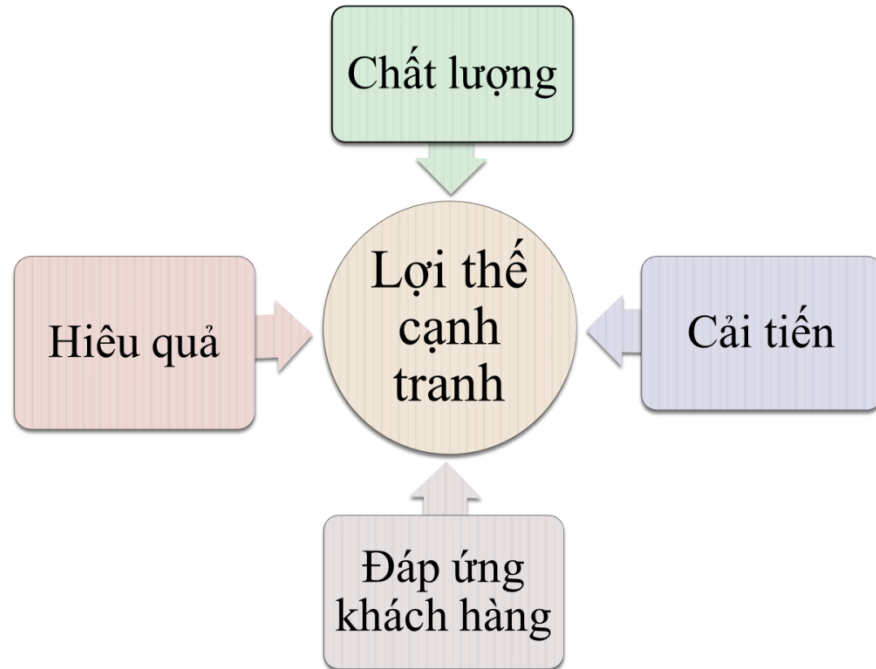 Chất lượng
Hiêu quả
Lợi thế
cạnh
tranh
Cải tiến
Đáp ứng
khách hàng